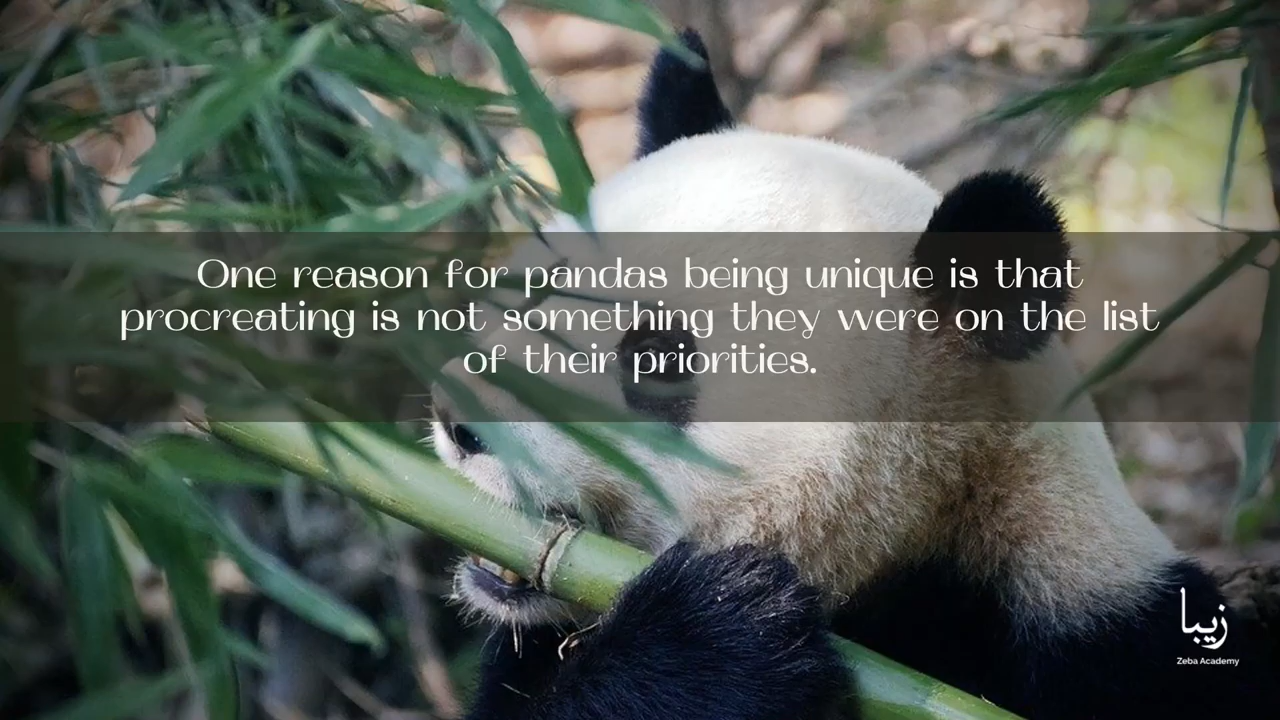 One reason for pandas being unique is that
procreating is not something they were on the list
of their priorities.
زیبا
Zeba Academy